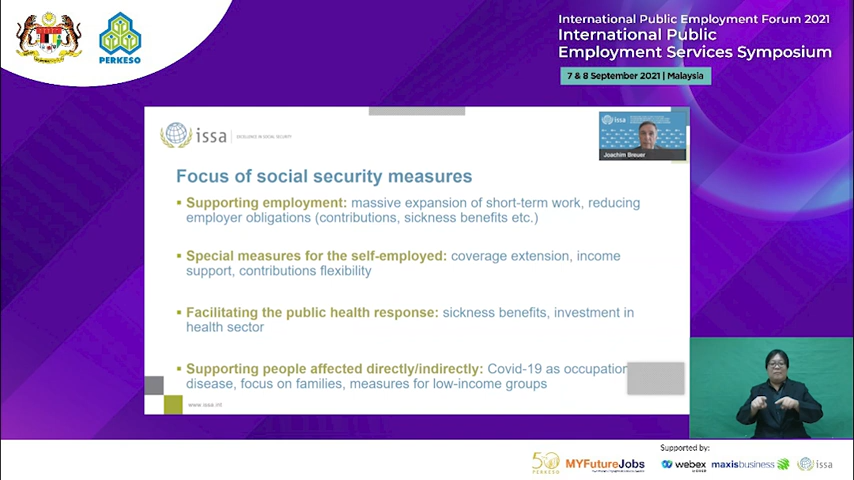 International Public Employment Forum 2021
International Public
Employment Services Symposium
7 & 8 September 2021 | Malaysia
PERKESO
issa
EXCELLENCE IN SOCIAL SECURITY
issa
Joachim Breuer
Focus of social security measures
▪ Supporting employment: massive expansion of short-term work, reducing
employer obligations (contributions, sickness benefits etc.)
▪ Special measures for the self-employed: coverage extension, income
support, contributions flexibility
▪ Facilitating the public health response: sickness benefits, investment in
health sector
▪ Supporting people affected directly/indirectly: Covid-19 as occupation
disease, focus on families, measures for low-income groups
www.issa.int
Supported by:
50
PERKESO
MYFutureJobs
webex
by CISCO
maxisbusiness
issa